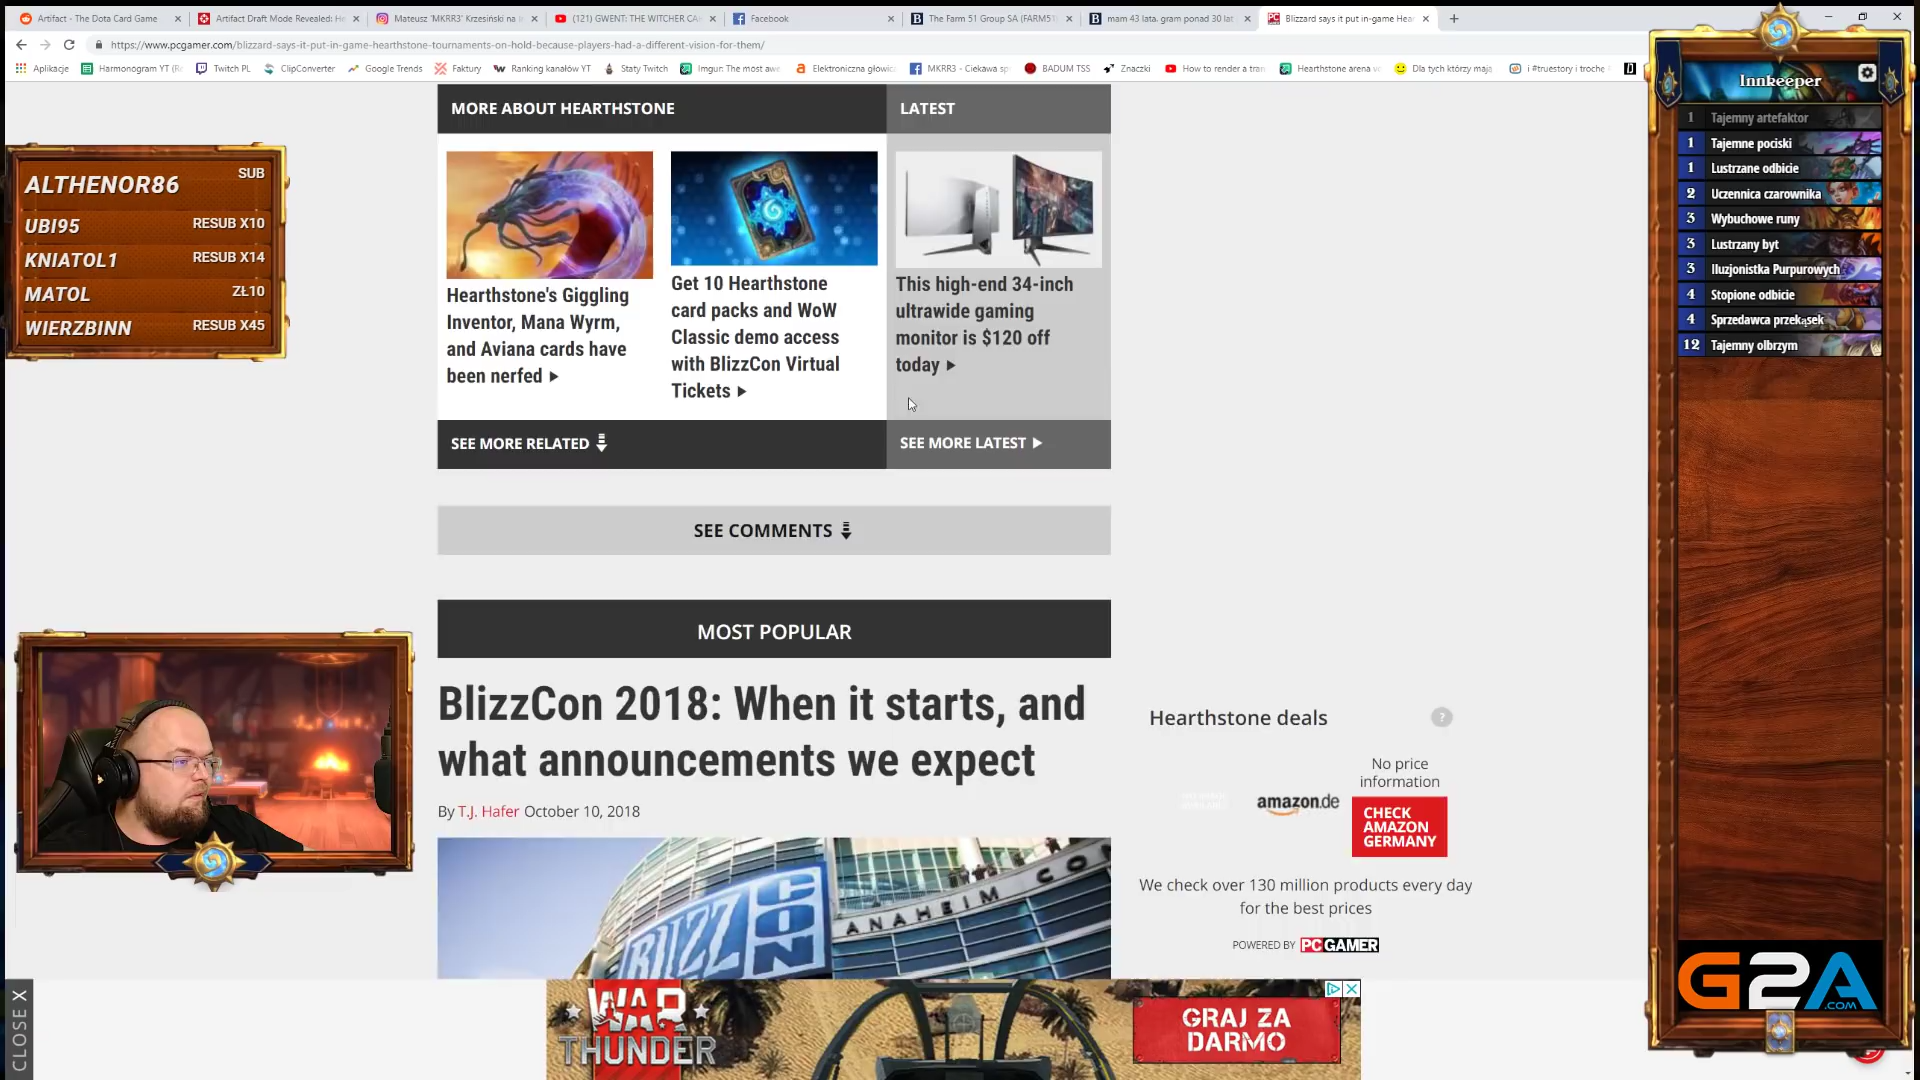 Artifact - The Dota Card Game
Artifact Draft Mode Revealed: He
Mateusz 'MKRR3' Krzesiński na In
(121) GWENT: THE WITCHER CA
Facebook
The Farm 51 Group SA (FARM51
mam 43 lata. gram ponad 30 lat
Blizzard says it put in-game Hea
https://www.pcgamer.com/blizzard-says-it-put-in-game-hearthstone-tournaments-on-hold-because-players-had-a-different-vision-for-them/
Aplikacje
Harmonogram YT (R
Twitch PL
ClipConverter
Google Trends
Faktury
Ranking kanałów YT
Staty Twitch
Imgur: The most awe
Elektroniczna głowic
MKRR3 - Ciekawa sp
BADUM TSS
Znaczki
How to render a tran
Hearthstone arena v
Dla tych którzy mają
i #truestory i trochę
MORE ABOUT HEARTHSTONE
LATEST
Hearthstone's Giggling
Inventor, Mana Wyrm,
and Aviana cards have
been nerfed
Get 10 Hearthstone
card packs and WoW
Classic demo access
with BlizzCon Virtual
Tickets
This high-end 34-inch
ultrawide gaming
monitor is $120 off
today
SEE MORE RELATED
SEE MORE LATEST
SEE COMMENTS
MOST POPULAR
BlizzCon 2018: When it starts, and
what announcements we expect
By T.J. Hafer October 10, 2018
BLIZZ
CON
ANAHEIM CON
Hearthstone deals
?
No price
information
amazon.de
CHECK
AMAZON
GERMANY
We check over 130 million products every day
for the best prices
POWERED BY PC GAMER
ALTHENOR86 SUB
UBI95 RESUB X10
KNIATOL1 RESUB X14
MATOL ZŁ10
WIERZBINN RESUB X45
Innkeeper
1 Tajemny artefaktor
1 Tajemne pociski
1 Lustrzane odbicie
2 Uczennica czarownika
3 Wybuchowe runy
3 Lustrzany byt
3 Iluzjonistka Purpurowych
4 Stopione odbicie
4 Sprzedawca przekąsek
12 Tajemny olbrzym
G2A
.COM
CLOSE X
WAR
THUNDER
GRAJ ZA
DARMO